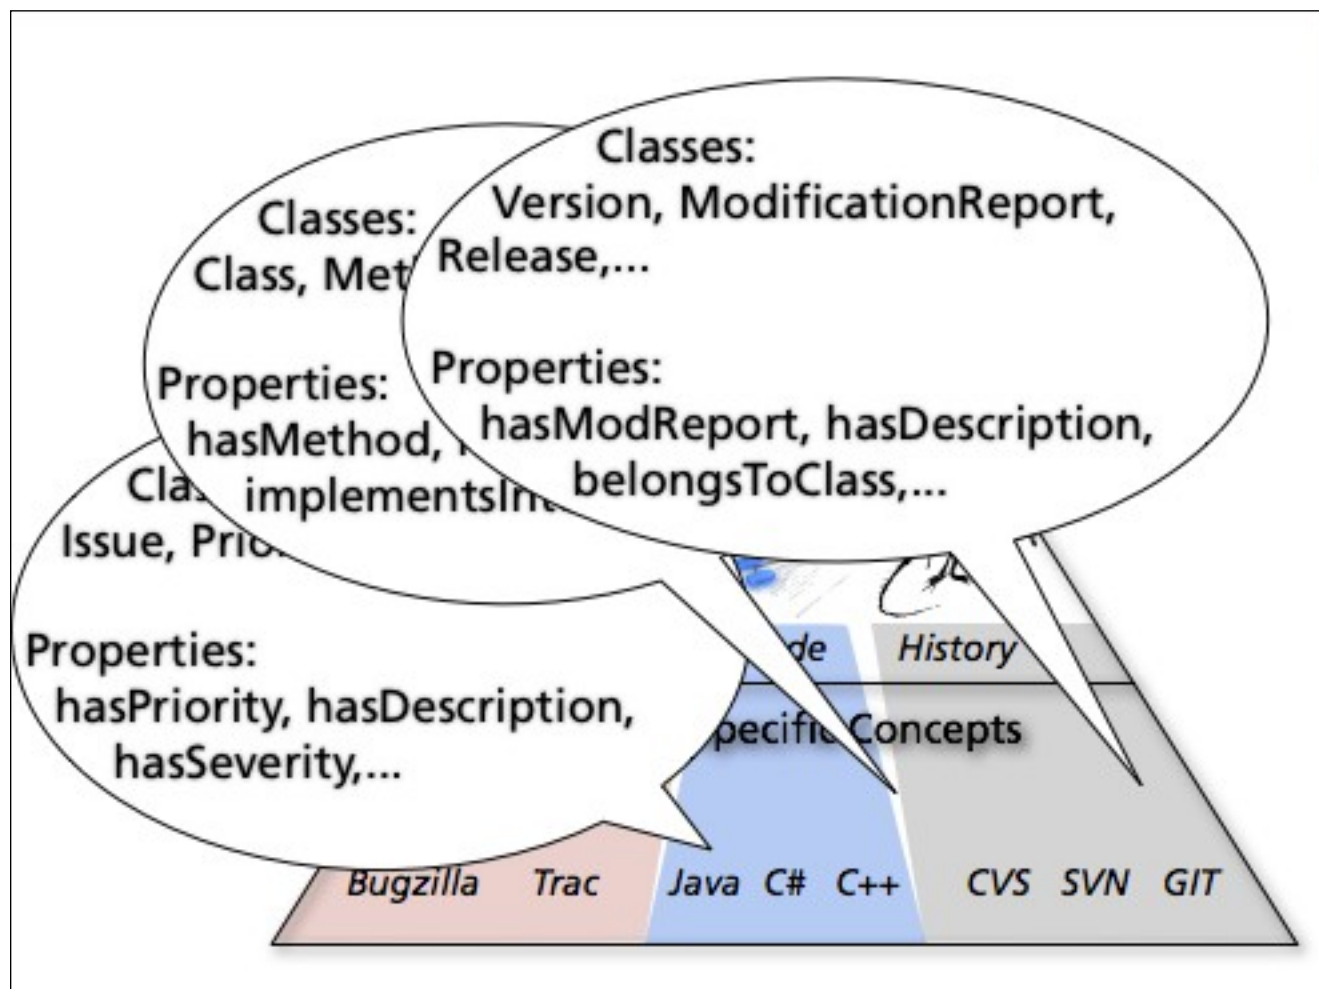 Classes:
Version, ModificationReport,
Release,...
Properties:
hasModReport, hasDescription,
belongsToClass,...
Classes:
Class,
Properties:
hasMethod,
Issue,
Properties:
hasPriority, hasDescription,
hasSeverity,...
History
Concepts
Bugzilla Trac Java C# C++ CVS SVN GIT